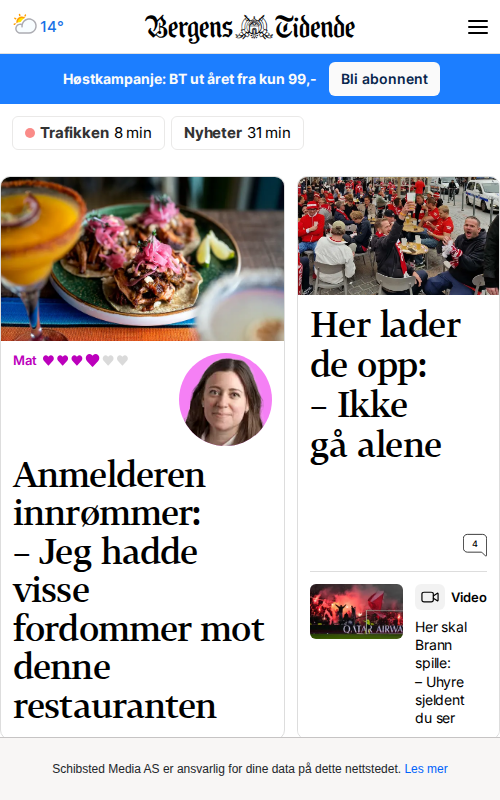 14°
Bergens Tidende
Høstkampanje: BT ut året fra kun 99,-
Bli abonnent
Trafikken 8 min
Nyheter 31 min
Mat
Anmelderen
innrømmer:
– Jeg hadde
visse
fordommer mot
denne
restauranten
Her lader
de opp:
– Ikke
gå alene
4
QATAR AIRWA
Video
Her skal
Brann
spille:
– Uhyre
sjeldent
du ser
Schibsted Media AS er ansvarlig for dine data på dette nettstedet. Les mer